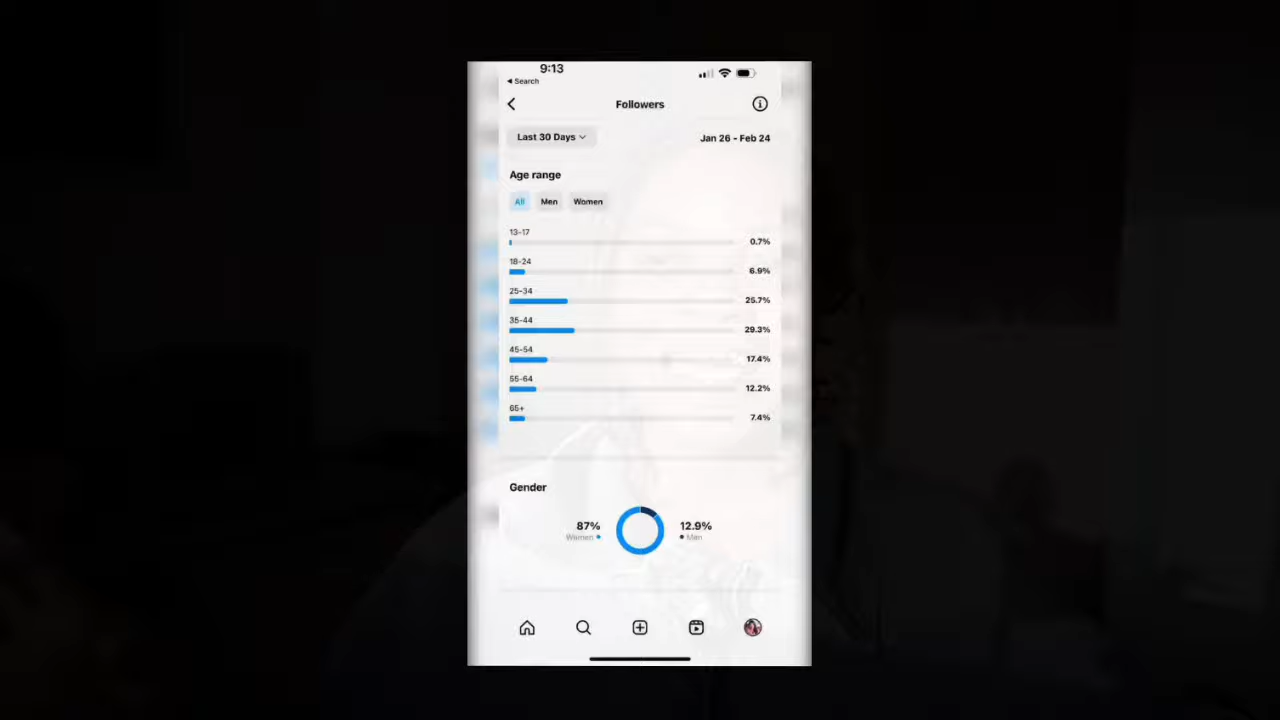 9:13
Search
Followers
Last 30 Days
Jan 26 - Feb 24
Age range
All Men Women
13-17
0.7%
18-24
6.9%
25-34
25.7%
35-44
29.3%
45-54
17.4%
55-64
12.2%
65+
7.4%
Gender
87% 12.9%
Women Men